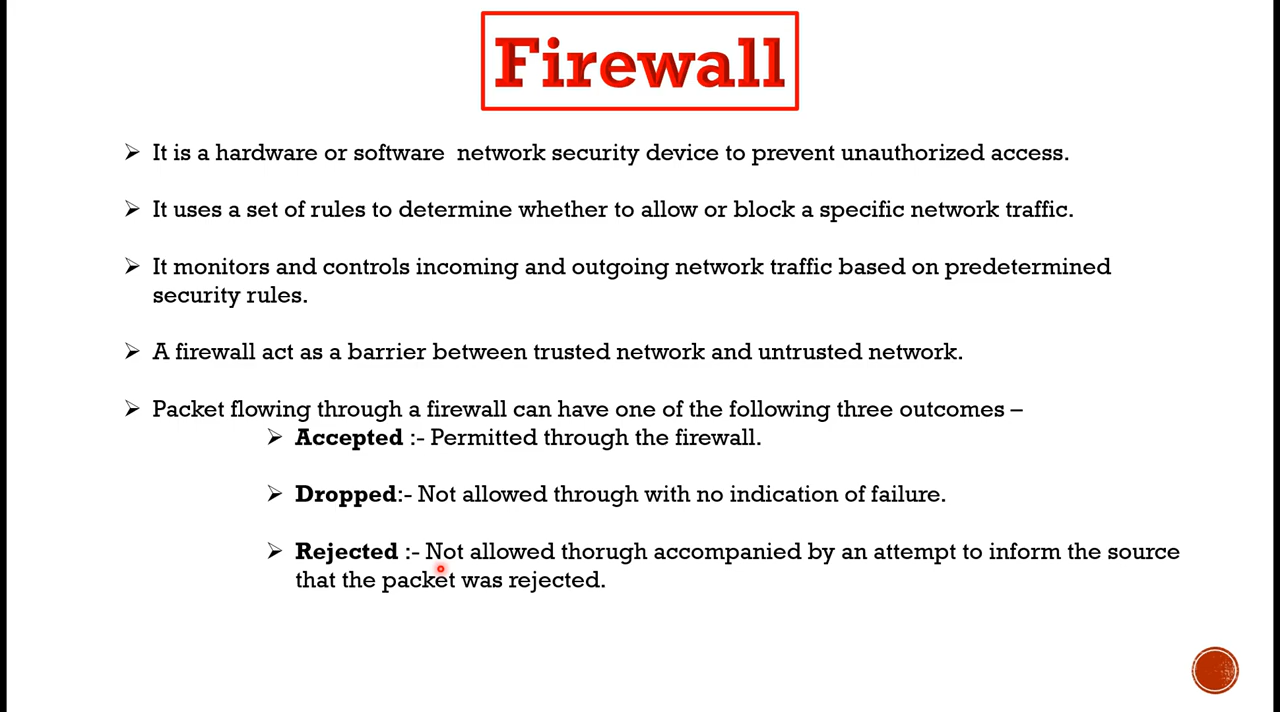 Firewall
➢ It is a hardware or software  network security device to prevent unauthorized access.
➢ It uses a set of rules to determine whether to allow or block a specific network traffic.
➢ It monitors and controls incoming and outgoing network traffic based on predetermined
security rules.
➢ A firewall act as a barrier between trusted network and untrusted network.
➢ Packet flowing through a firewall can have one of the following three outcomes –
➢ Accepted :- Permitted through the firewall.
➢ Dropped:- Not allowed through with no indication of failure.
➢ Rejected :- Not allowed thorugh accompanied by an attempt to inform the source
that the packet was rejected.